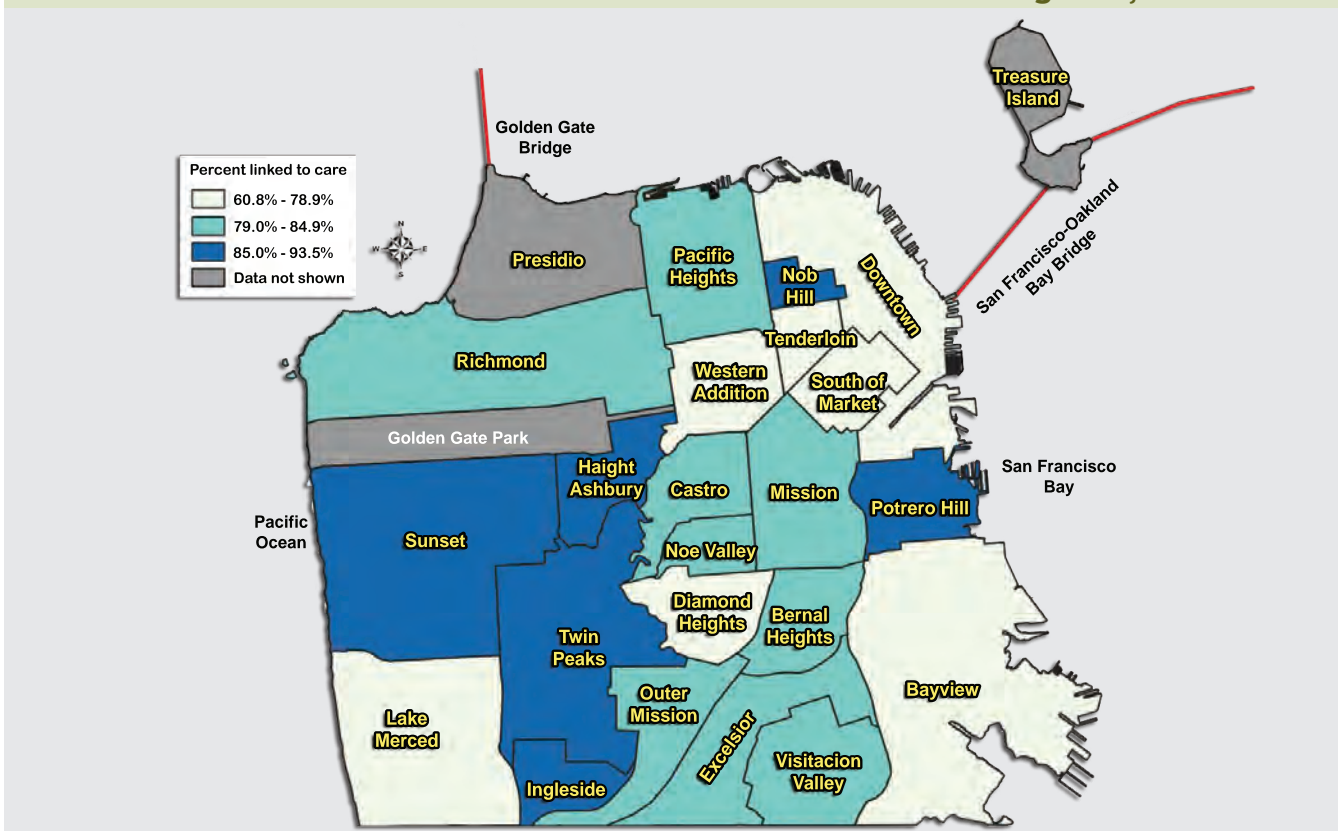 Treasure
Island
Golden Gate
Bridge
Percent linked to care
60.8% - 78.9%
79.0% - 84.9%
85.0% - 93.5%
Data not shown
N
W
E
S
San Francisco-Oakland
Bay Bridge
Presidio
Pacific
Heights
Nob
Hill
Downtown
Tenderloin
Richmond
Western
Addition
South of
Market
Golden Gate Park
Haight
Ashbury
Castro
Mission
Potrero Hill
San Francisco
Bay
Pacific
Ocean
Sunset
Noe Valley
Diamond
Heights
Bernal
Heights
Twin
Peaks
Outer
Mission
Bayview
Lake
Merced
Excelsior
Visitacion
Valley
Ingleside